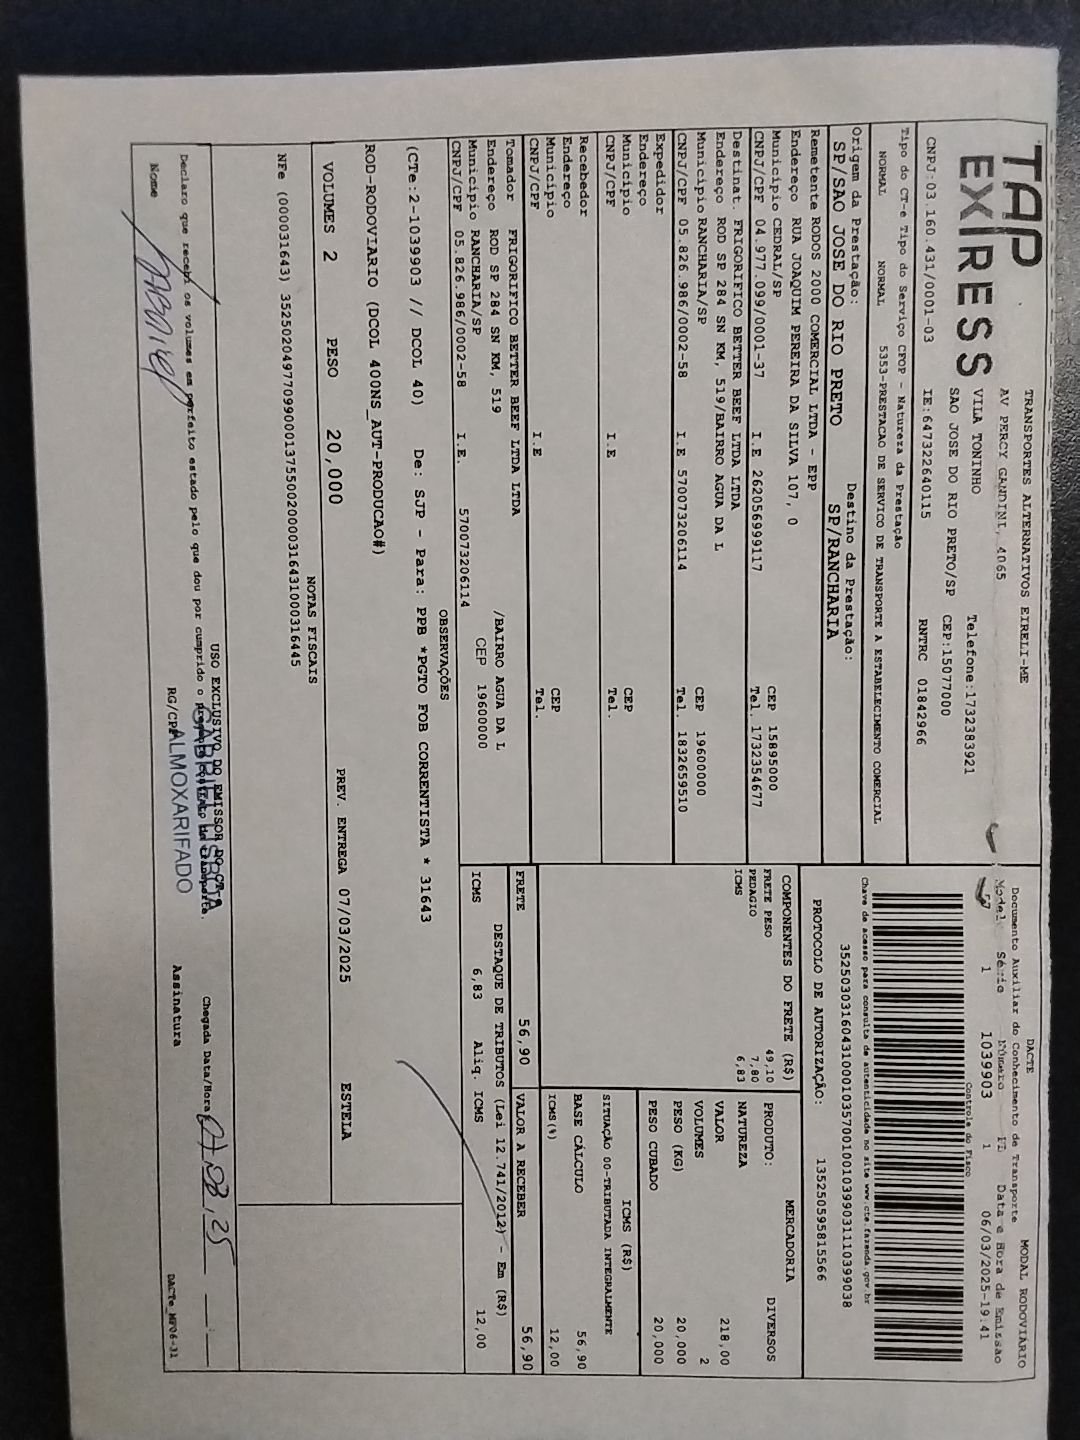 TAP
EXPRESS
TRANSPORTES ALTERNATIVOS EIRELI-ME
AV PERCY GANDINI, 4065
VILA TONINHO Telefone:1732383921
SAO JOSE DO RIO PRETO/SP CEP:15077000
CNPJ:03.160.431/0001-03 IE:647322640115 RNTRC 01842966
Tipo do CT-e Tipo do Serviço CFOP - Natureza da Prestação
NORMAL NORMAL 5353-PRESTACAO DE SERVICO DE TRANSPORTE A ESTABELECIMENTO COMERCIAL
Origem da Prestação: Destino da Prestação:
SP/SAO JOSE DO RIO PRETO SP/RANCHARIA
Remetente RODOS 2000 COMERCIAL LTDA - EPP
Endereço RUA JOAQUIM PEREIRA DA SILVA 107, 0
Municipio CEDRAL/SP CEP 15895000
CNPJ/CPF 04.977.099/0001-37 I.E 262056999117 Tel. 1732354677
Destinat. FRIGORIFICO BETTER BEEF LTDA LTDA
Endereço ROD SP 284 SN KM, 519/BAIRRO AGUA DA L
Municipio RANCHARIA/SP CEP 19600000
CNPJ/CPF 05.826.986/0002-58 I.E 570073206114 Tel. 1832659510
Expedidor
Endereço
Municipio CEP
CNPJ/CPF I.E Tel.
Recebedor
Endereço
Municipio CEP
CNPJ/CPF I.E Tel.
Tomador FRIGORIFICO BETTER BEEF LTDA LTDA
Endereço ROD SP 284 SN KM, 519 /BAIRRO AGUA DA L
Municipio RANCHARIA/SP CEP 19600000
CNPJ/CPF 05.826.986/0002-58 I.E. 570073206114
DACTE MODAL RODOVIÁRIO
Documento Auxiliar do Conhecimento de Transporte
Model Série Número FL Data e Hora de Emissão
57 1 1039903 1 06/03/2025-19:41
Controle do Fisco
Chave de acesso para consulta de autenticidade no site www.cte.fazenda.gov.br
35250303160431000103570010010399031110399038
PROTOCOLO DE AUTORIZAÇÃO: 135250595815566
COMPONENTES DO FRETE (R$)
FRETE PESO 49,10
PEDAGIO 7,80
ICMS 6,83
MERCADORIA
PRODUTO: DIVERSOS
NATUREZA
VALOR 218,00
VOLUMES 2
PESO (KG) 20,000
PESO CUBADO 20,000
ICMS (R$)
SITUAÇÃO 00-TRIBUTADA INTEGRALMENTE
BASE CÁLCULO 56,90
ICMS(%) 12,00
FRETE 56,90 VALOR A RECEBER 56,90
DESTAQUE DE TRIBUTOS (Lei 12.741/2012) - Em (R$)
ICMS 6,83 Aliq. ICMS 12,00
OBSERVAÇÕES
(CTe:2-1039903 // DCOL 40) De: SJP - Para: PPB *PGTO FOB CORRENTISTA * 31643
ROD-RODOVIARIO (DCOL 400NS_AUT-PRODUCAO#)
VOLUMES 2 PESO 20,000 PREV. ENTREGA 07/03/2025 ESTELA
NOTAS FISCAIS
NFe (000031643) 35250204977099000137550020000316431000316445
USO EXCLUSIVO DO EMISSOR DO CT-e
Declaro que recebi os volumes em perfeito estado pelo que dou por cumprido o presente contrato de transporte.
Chegada Data/Hora 07.03.25
GABRIEL LISBOA
ALMOXARIFADO
Nome RG/CPF Assinatura
DACTe_MP06-31